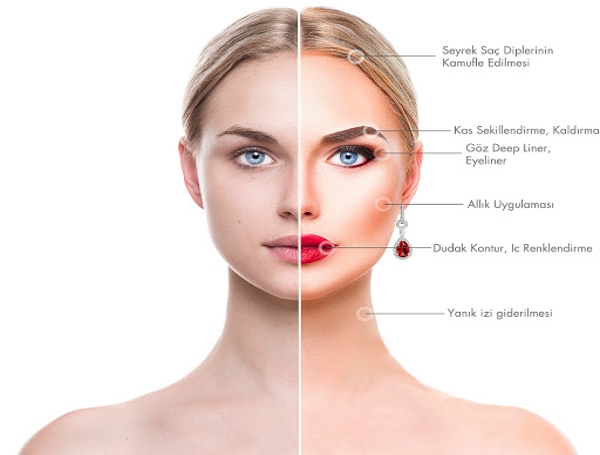 Seyrek Saç Diplerinin
Kamufle Edilmesi
Kas Sekillendirme, Kaldırma
Göz Deep Liner,
Eyeliner
Allık Uygulaması
Dudak Kontur, Ic Renklendirme
Yanık izi giderilmesi